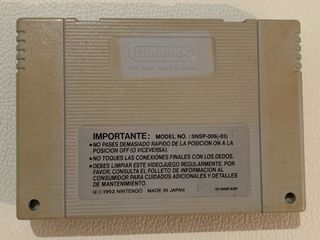 Nintendo
IMPORTANTE: MODEL NO. : SNSP-006(-03)
• NO PASES DEMASIADO RAPIDO DE LA POSICION ON A LA
POSICION OFF (O VICEVERSA).
• NO TOQUES LAS CONEXIONES FINALES CON LOS DEDOS.
• DEBES LIMPIAR ESTE VIDEOJUEGO REGULARMENTE. POR
FAVOR, CONSULTA EL FOLLETO DE INFORMACION AL
CONSUMIDOR PARA CUIDADOS ADICIONALES Y DETALLES
DE MANTENIMIENTO.
© 1992 NINTENDO MADE IN JAPAN